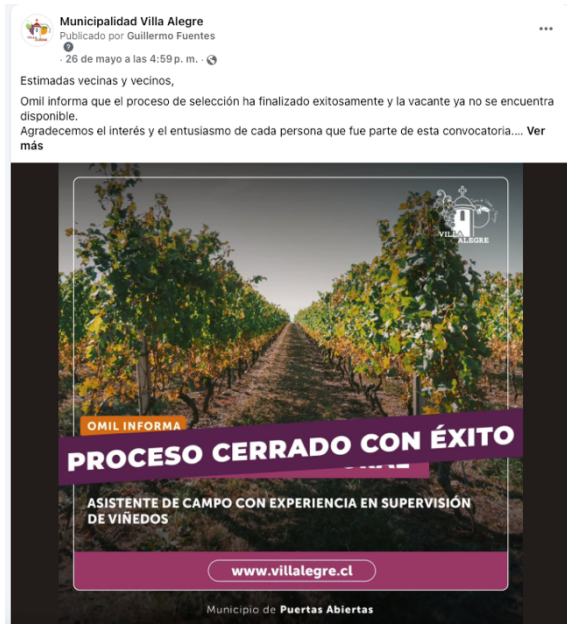 Municipalidad Villa Alegre
Publicado por Guillermo Fuentes
· 26 de mayo a las 4:59 p. m. ·
Estimadas vecinas y vecinos,
Omil informa que el proceso de selección ha finalizado exitosamente y la vacante ya no se encuentra
disponible.
Agradecemos el interés y el entusiasmo de cada persona que fue parte de esta convocatoria.... Ver
más
VILLA
ALEGRE
OMIL INFORMA
PROCESO CERRADO CON ÉXITO
ASISTENTE DE CAMPO CON EXPERIENCIA EN SUPERVISIÓN
DE VIÑEDOS
www.villalegre.cl
Municipio de Puertas Abiertas